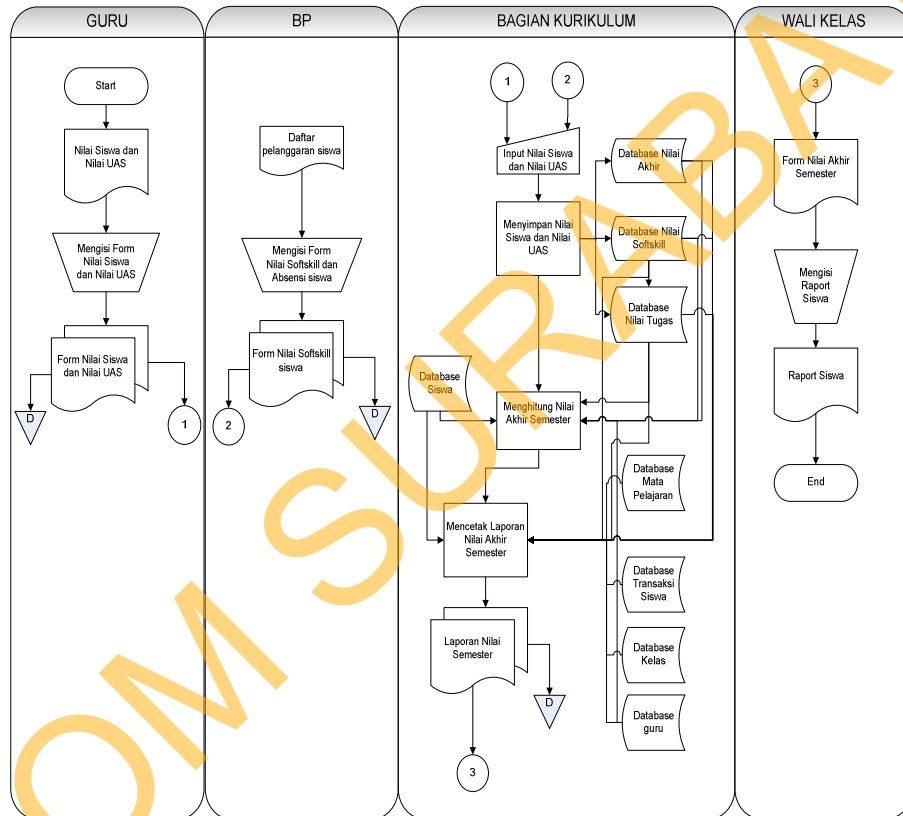 GURU
BP
BAGIAN KURIKULUM
WALI KELAS
Start
Nilai Siswa dan
Nilai UAS
Mengisi Form
Nilai Siswa
dan Nilai UAS
Form Nilai Siswa
dan Nilai UAS
D
1
Daftar
pelanggaran siswa
Mengisi Form
Nilai Softskill dan
Absensi siswa
Form Nilai Softskill
siswa
2
D
1
2
Input Nilai Siswa
dan Nilai UAS
Menyimpan Nilai
Siswa dan Nilai
UAS
Database Nilai
Akhir
Database Nilai
Softskill
Database
Nilai Tugas
Database
Siswa
Menghitung Nilai
Akhir Semester
Database
Mata
Pelajaran
Mencetak Laporan
Nilai Akhir
Semester
Database
Transaksi
Siswa
Laporan Nilai
Semester
D
Database
Kelas
Database
guru
3
3
Form Nilai Akhir
Semester
Mengisi
Raport
Siswa
Raport Siswa
End
OM SURABA